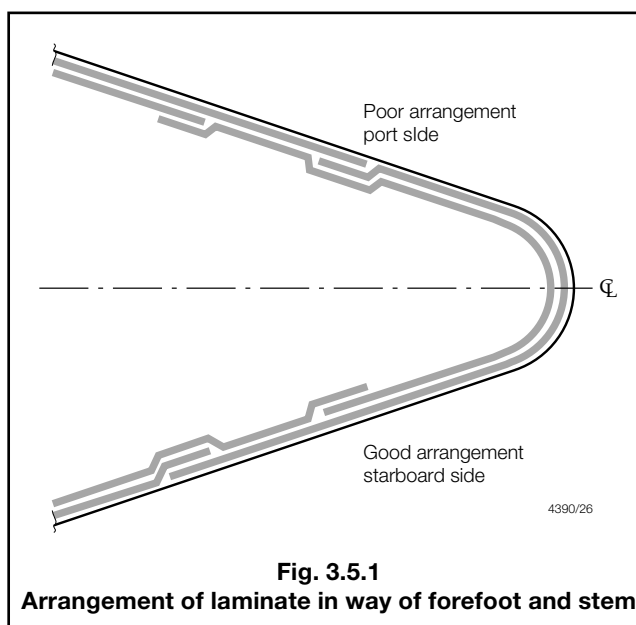 Poor arrangement
port sIde
℄
Good arrangement
starboard side
4390/26
Fig. 3.5.1
Arrangement of laminate in way of forefoot and stem